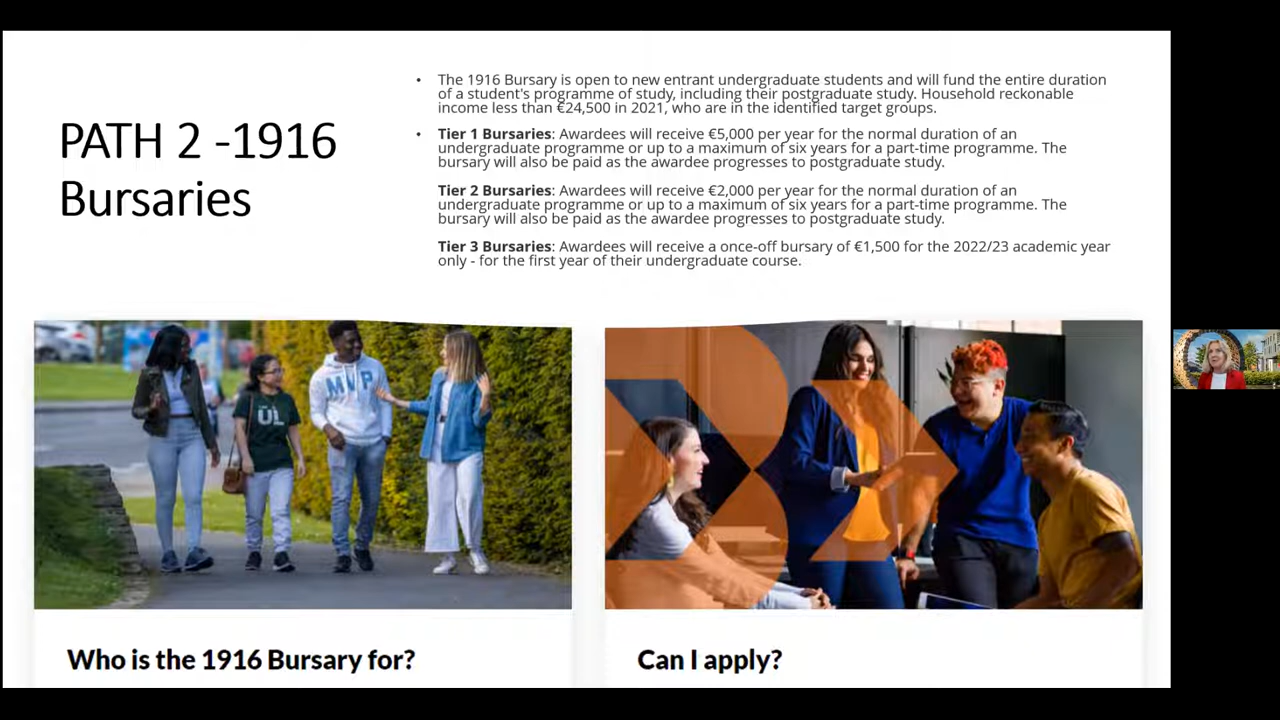 PATH 2 -1916
Bursaries
• The 1916 Bursary is open to new entrant undergraduate students and will fund the entire duration
of a student's programme of study, including their postgraduate study. Household reckonable
income less than €24,500 in 2021, who are in the identified target groups.
• Tier 1 Bursaries: Awardees will receive €5,000 per year for the normal duration of an
undergraduate programme or up to a maximum of six years for a part-time programme. The
bursary will also be paid as the awardee progresses to postgraduate study.
Tier 2 Bursaries: Awardees will receive €2,000 per year for the normal duration of an
undergraduate programme or up to a maximum of six years for a part-time programme. The
bursary will also be paid as the awardee progresses to postgraduate study.
Tier 3 Bursaries: Awardees will receive a once-off bursary of €1,500 for the 2022/23 academic year
only - for the first year of their undergraduate course.
MVP
UL
Who is the 1916 Bursary for?
Can I apply?